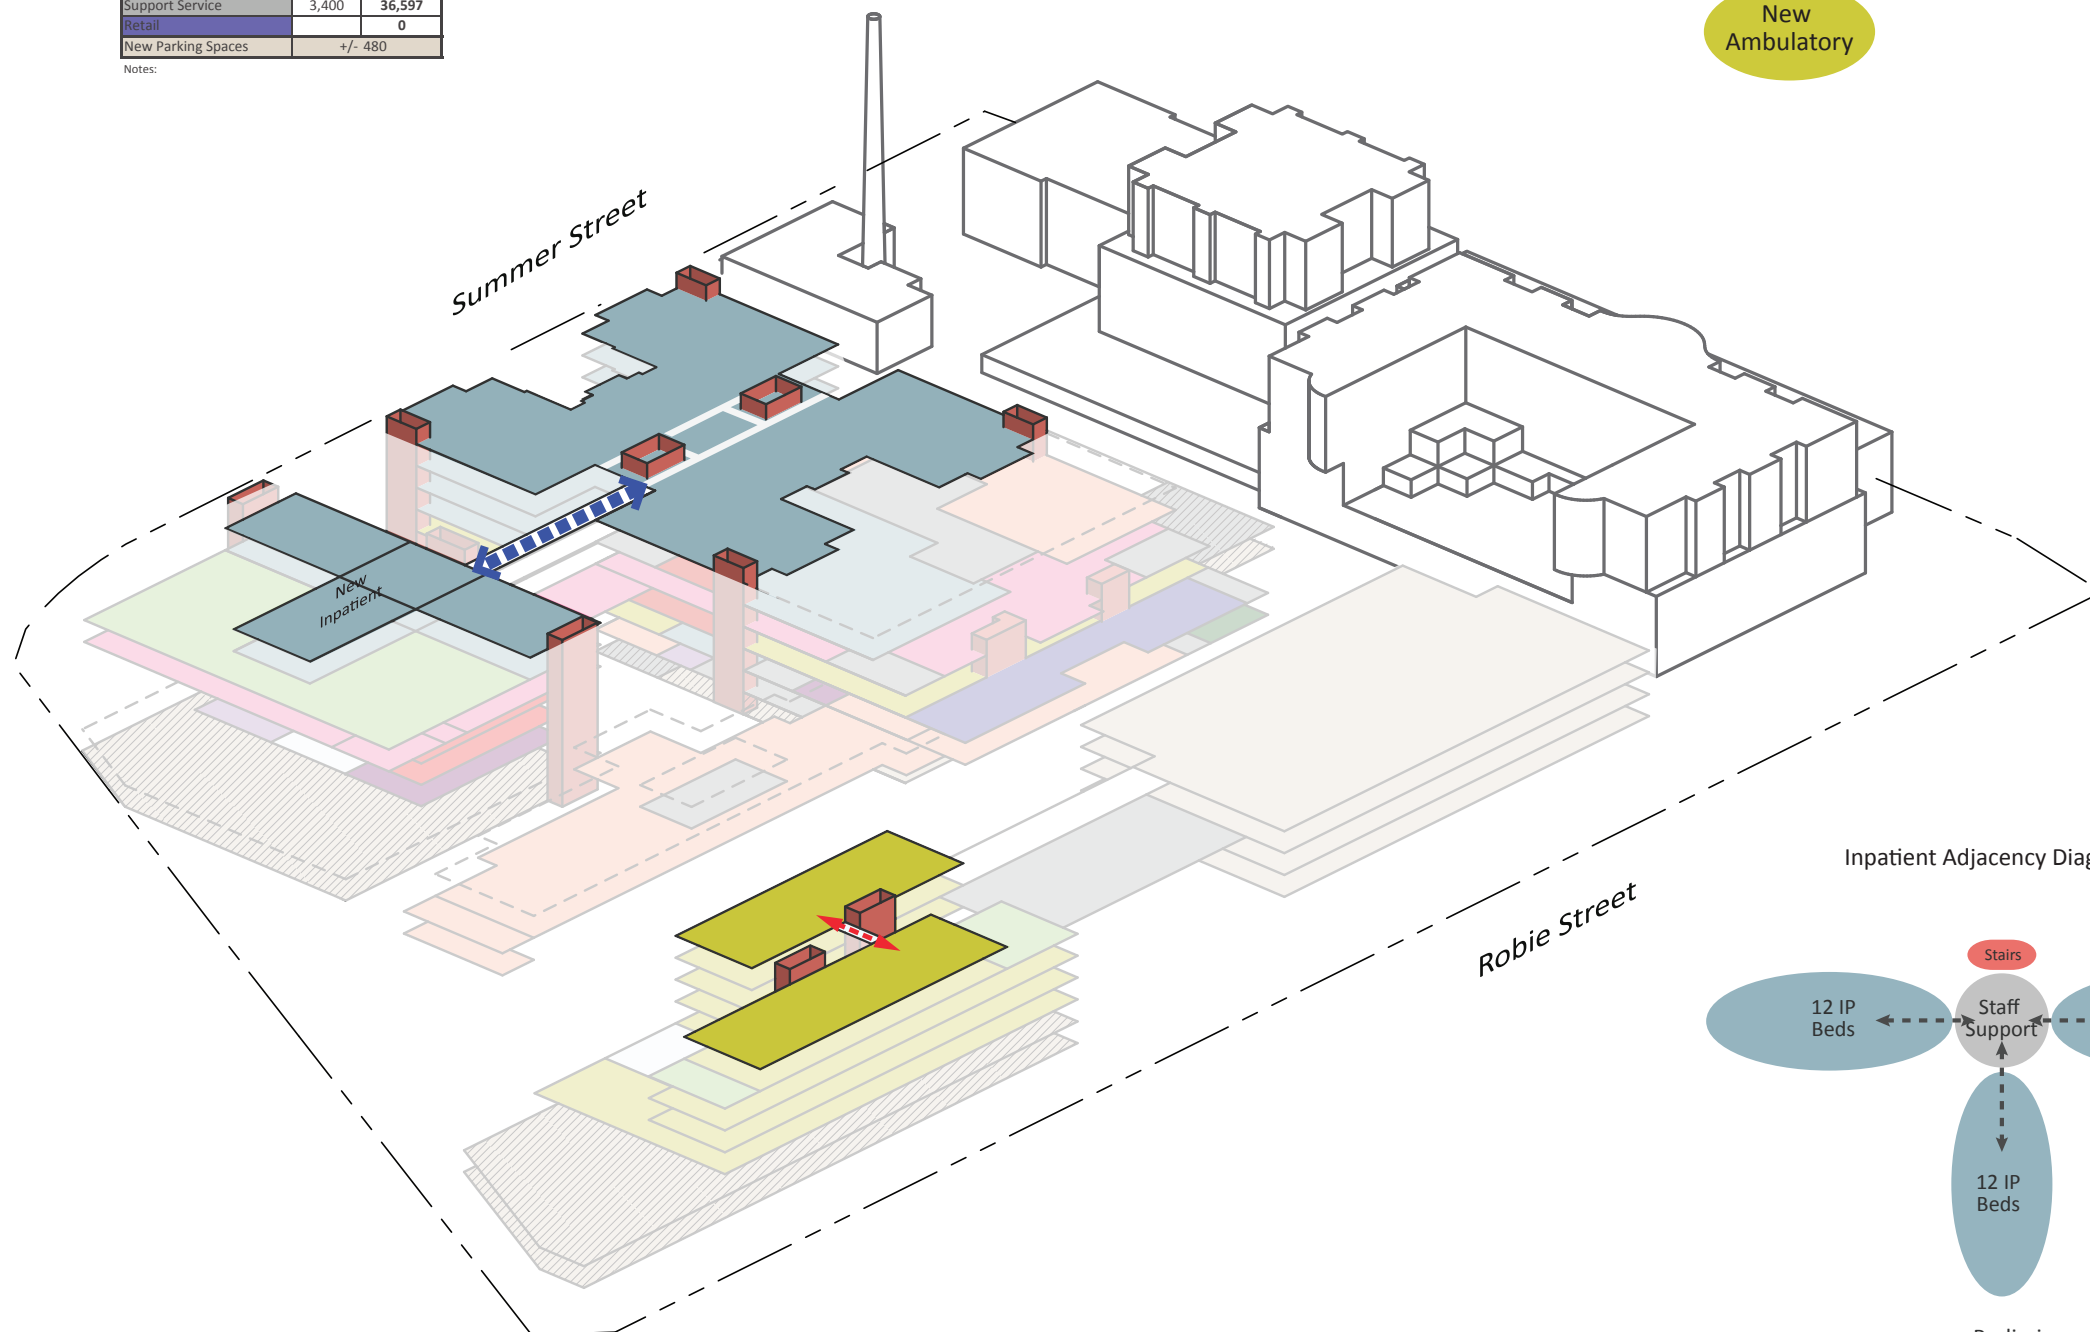 Support Service 3,400 36,597
Retail 0
New Parking Spaces +/- 480
Notes:
New
Ambulatory
Summer Street
New
Inpatient
Robie Street
Inpatient Adjacency Diag
Stairs
12 IP
Beds
Staff
Support
12 IP
Beds